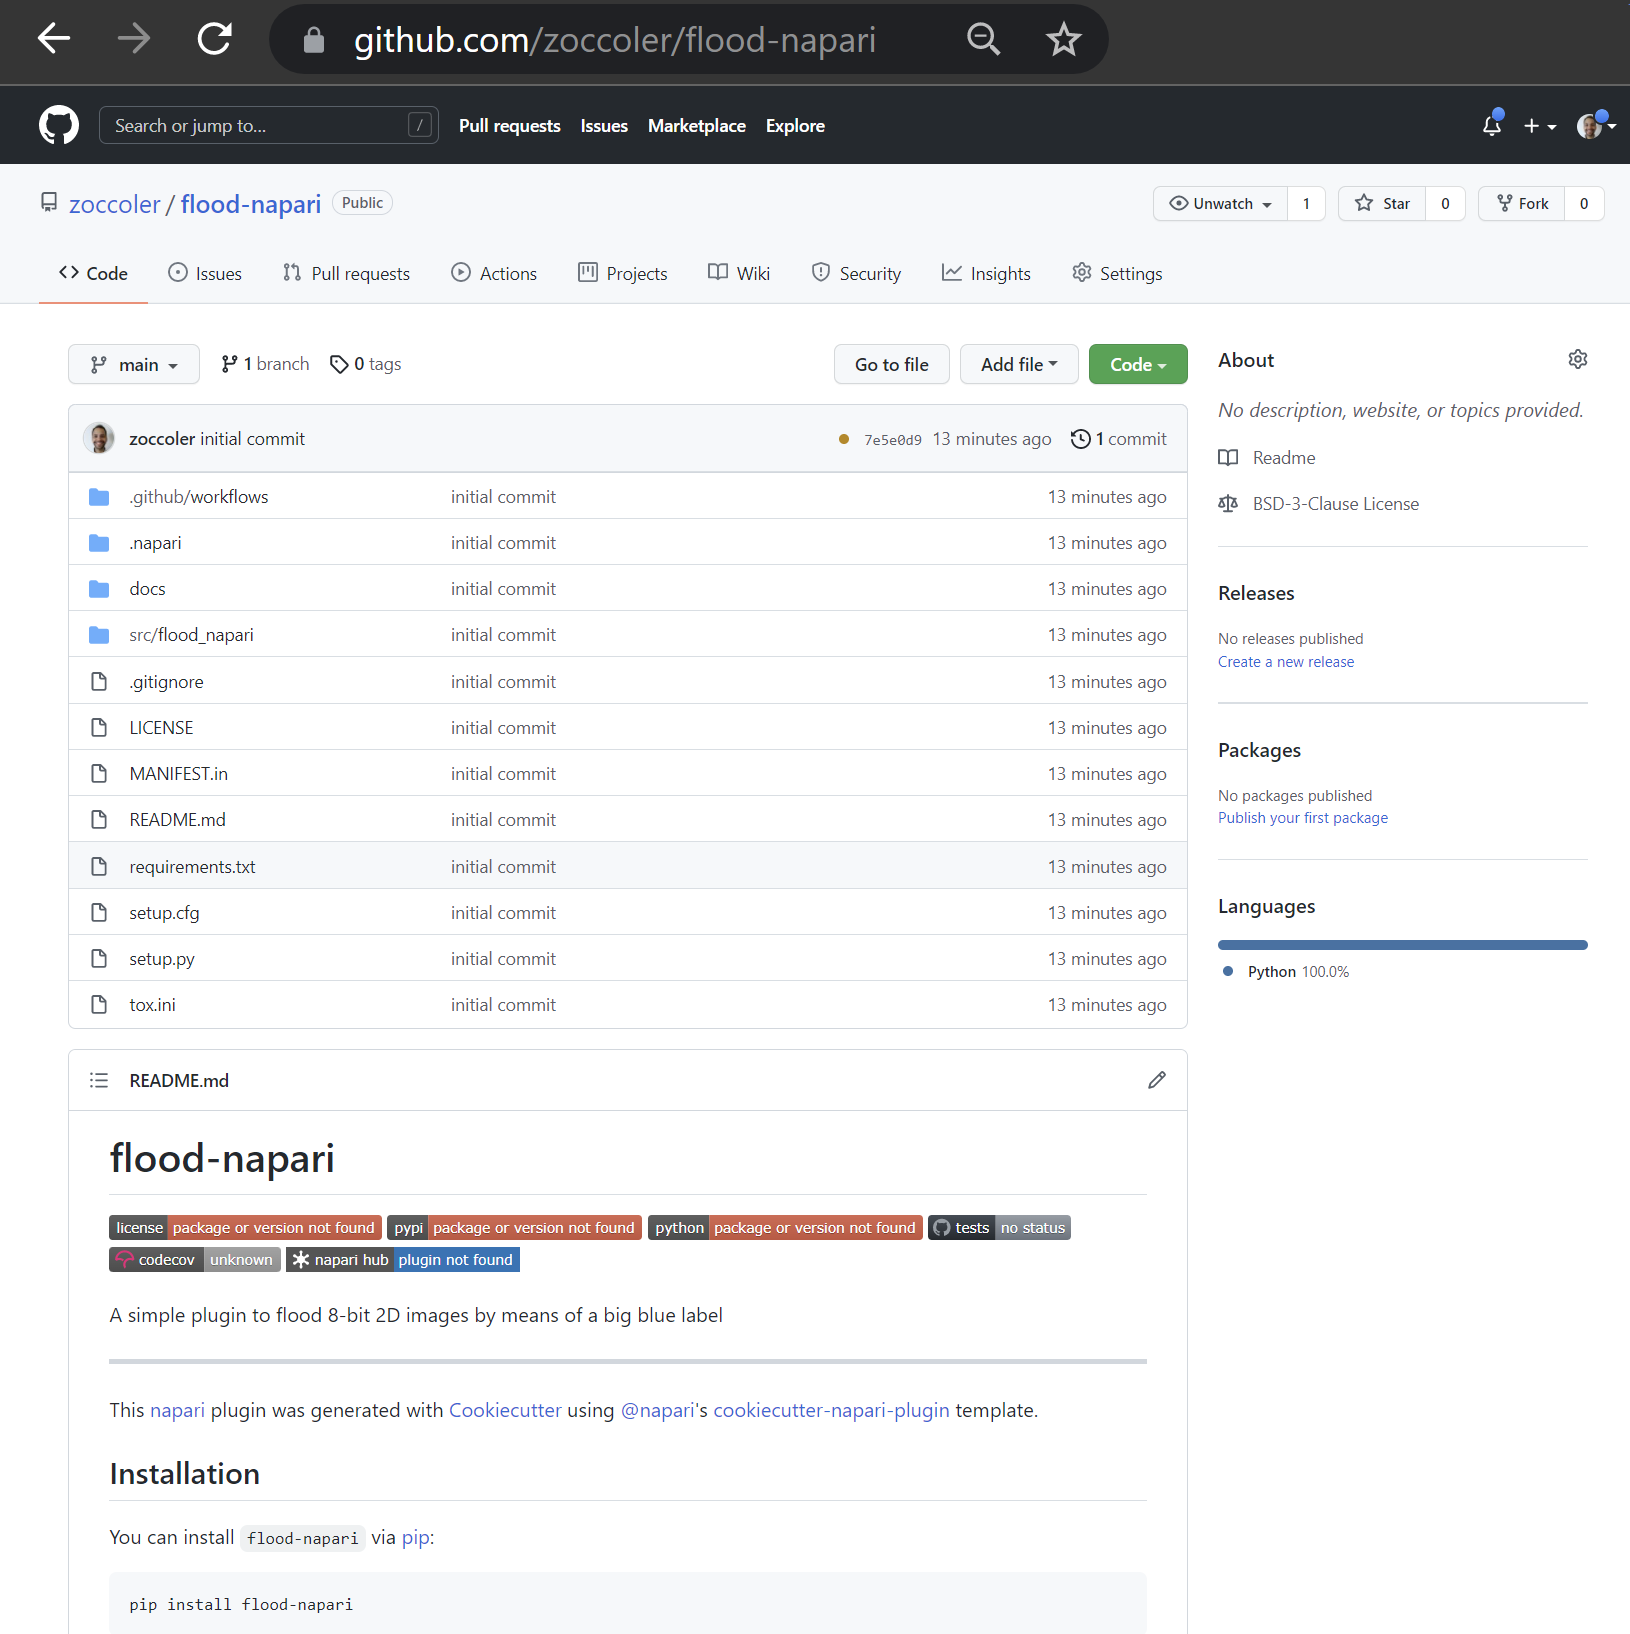 github.com/zoccoler/flood-napari
Search or jump to... / Pull requests Issues Marketplace Explore
zoccoler / flood-napari Public Unwatch 1 Star 0 Fork 0
Code Issues Pull requests Actions Projects Wiki Security Insights Settings
main 1 branch 0 tags Go to file Add file Code
zoccoler initial commit 7e5e0d9 13 minutes ago 1 commit
.github/workflows initial commit 13 minutes ago
.napari initial commit 13 minutes ago
docs initial commit 13 minutes ago
src/flood_napari initial commit 13 minutes ago
.gitignore initial commit 13 minutes ago
LICENSE initial commit 13 minutes ago
MANIFEST.in initial commit 13 minutes ago
README.md initial commit 13 minutes ago
requirements.txt initial commit 13 minutes ago
setup.cfg initial commit 13 minutes ago
setup.py initial commit 13 minutes ago
tox.ini initial commit 13 minutes ago
README.md
flood-napari
license package or version not found pypi package or version not found python package or version not found tests no status
codecov unknown napari hub plugin not found
A simple plugin to flood 8-bit 2D images by means of a big blue label
This napari plugin was generated with Cookiecutter using @napari's cookiecutter-napari-plugin template.
Installation
You can install flood-napari via pip:
pip install flood-napari
About
No description, website, or topics provided.
Readme
BSD-3-Clause License
Releases
No releases published
Create a new release
Packages
No packages published
Publish your first package
Languages
Python 100.0%